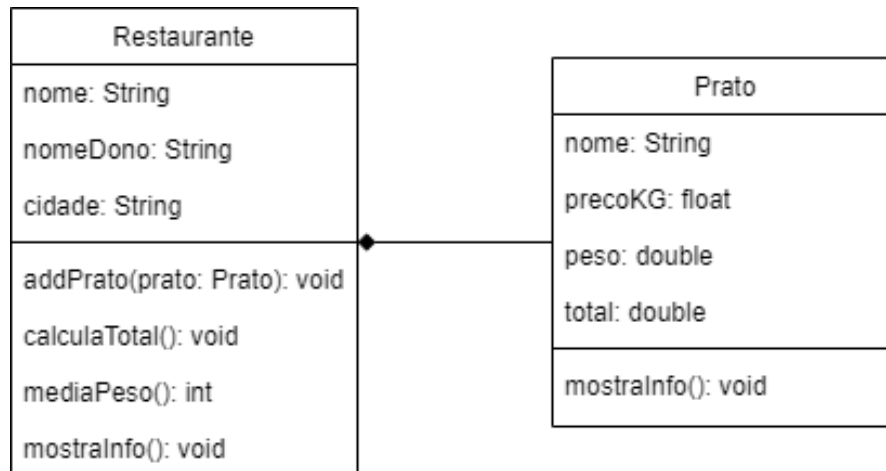 Restaurante
nome: String
nomeDono: String
cidade: String
addPrato(prato: Prato): void
calculaTotal(): void
mediaPeso(): int
mostraInfo(): void
Prato
nome: String
precoKG: float
peso: double
total: double
mostraInfo(): void